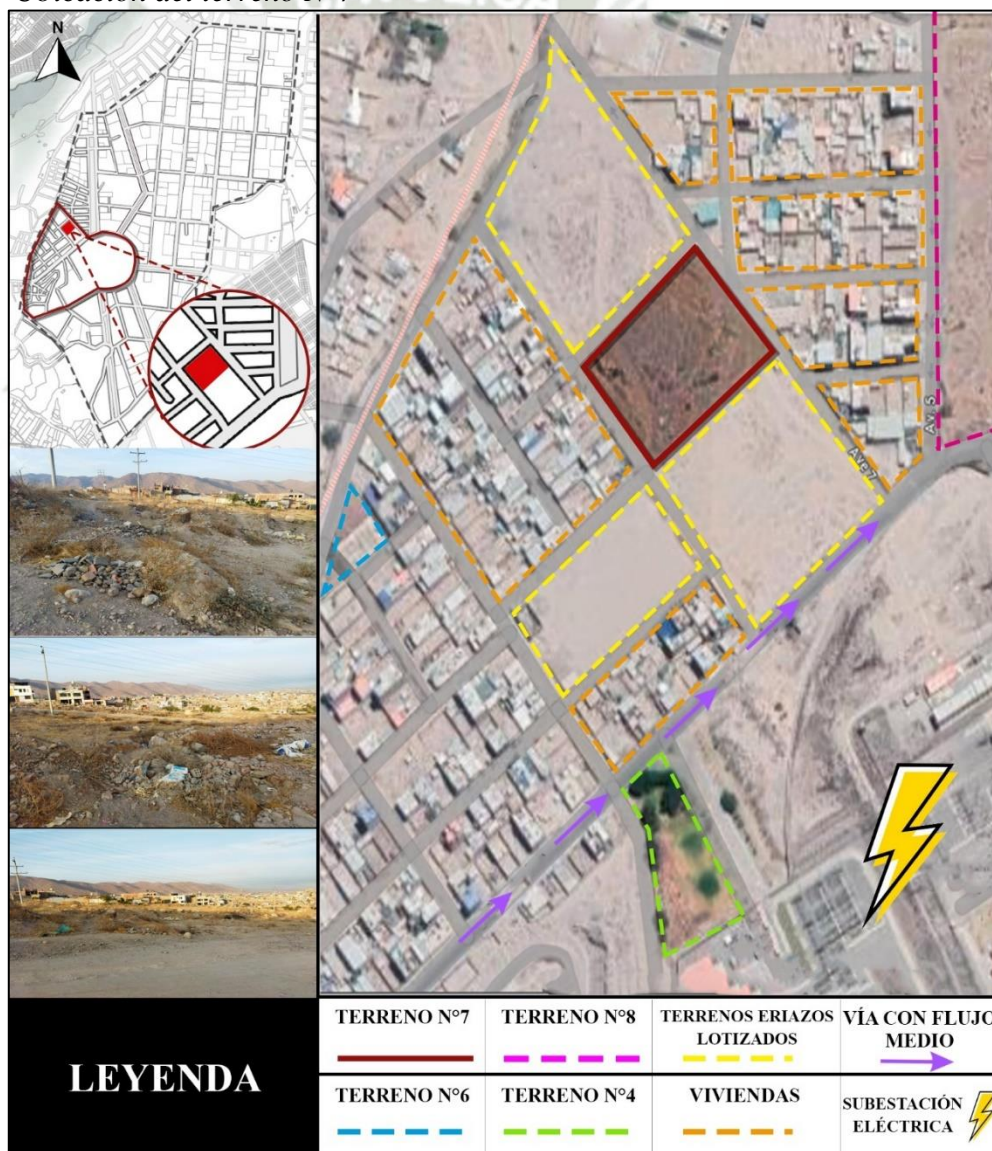 Ubicación del terreno N°7
N
Av. 5
Ave 7
LEYENDA
TERRENO N°7
TERRENO N°8
TERRENOS ERIAZOS
LOTIZADOS
VÍA CON FLUJO
MEDIO
TERRENO N°6
TERRENO N°4
VIVIENDAS
SUBESTACIÓN
ELÉCTRICA